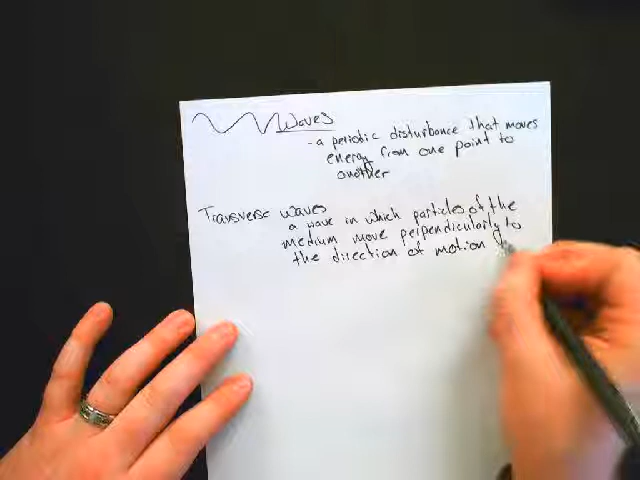 Waves
- a periodic disturbance that moves
energy from one point to
another
Transverse waves
a wave in which particles of the
medium move perpendicularly to
the direction of motion